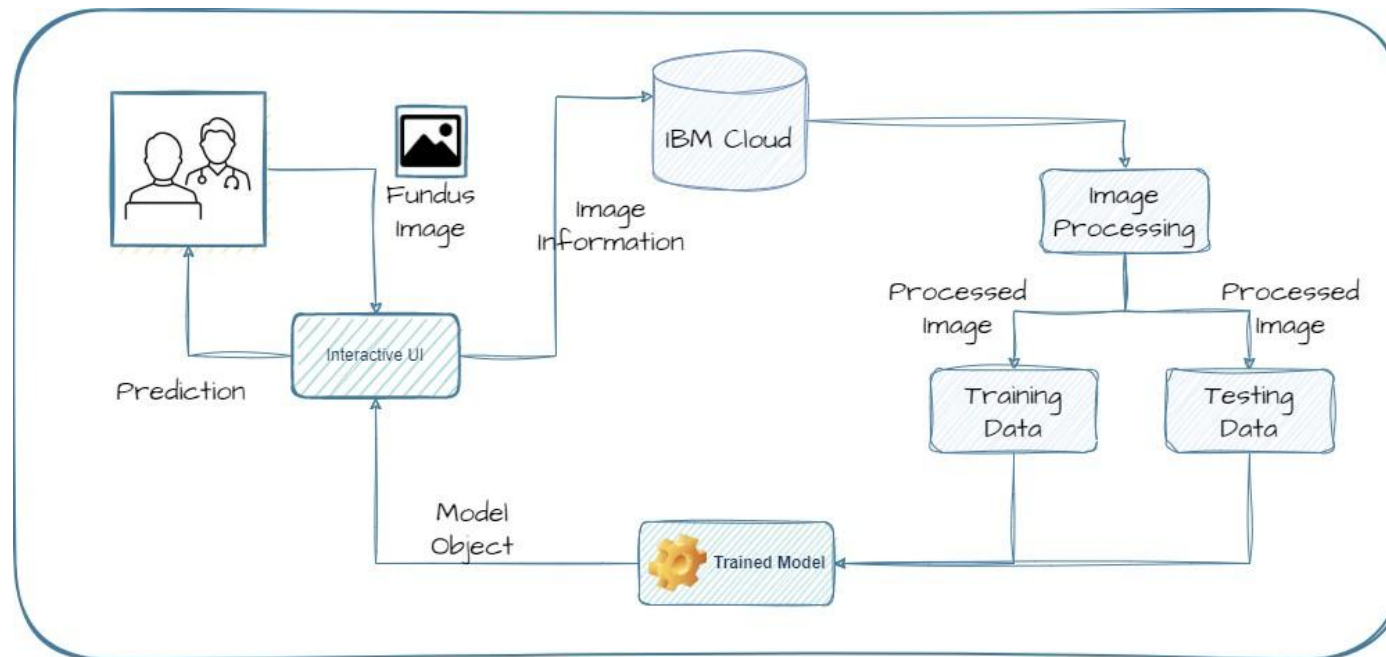 IBM Cloud
Fundus
Image
Image
Information
Image
Processing
Processed
Image
Processed
Image
Interactive UI
Prediction
Training
Data
Testing
Data
Model
Object
Trained Model